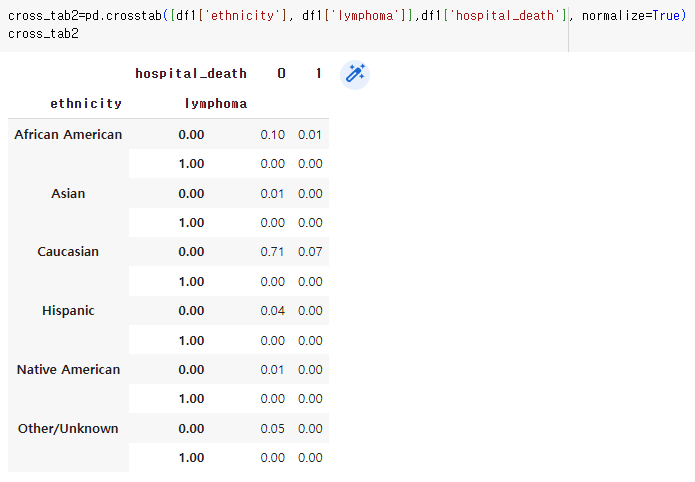 cross_tab2=pd.crosstab([df1['ethnicity'], df1['lymphoma']],df1['hospital_death'], normalize=True)
cross_tab2
hospital_death 0 1
ethnicity lymphoma
African American 0.00 0.10 0.01
1.00 0.00 0.00
Asian 0.00 0.01 0.00
1.00 0.00 0.00
Caucasian 0.00 0.71 0.07
1.00 0.00 0.00
Hispanic 0.00 0.04 0.00
1.00 0.00 0.00
Native American 0.00 0.01 0.00
1.00 0.00 0.00
Other/Unknown 0.00 0.05 0.00
1.00 0.00 0.00